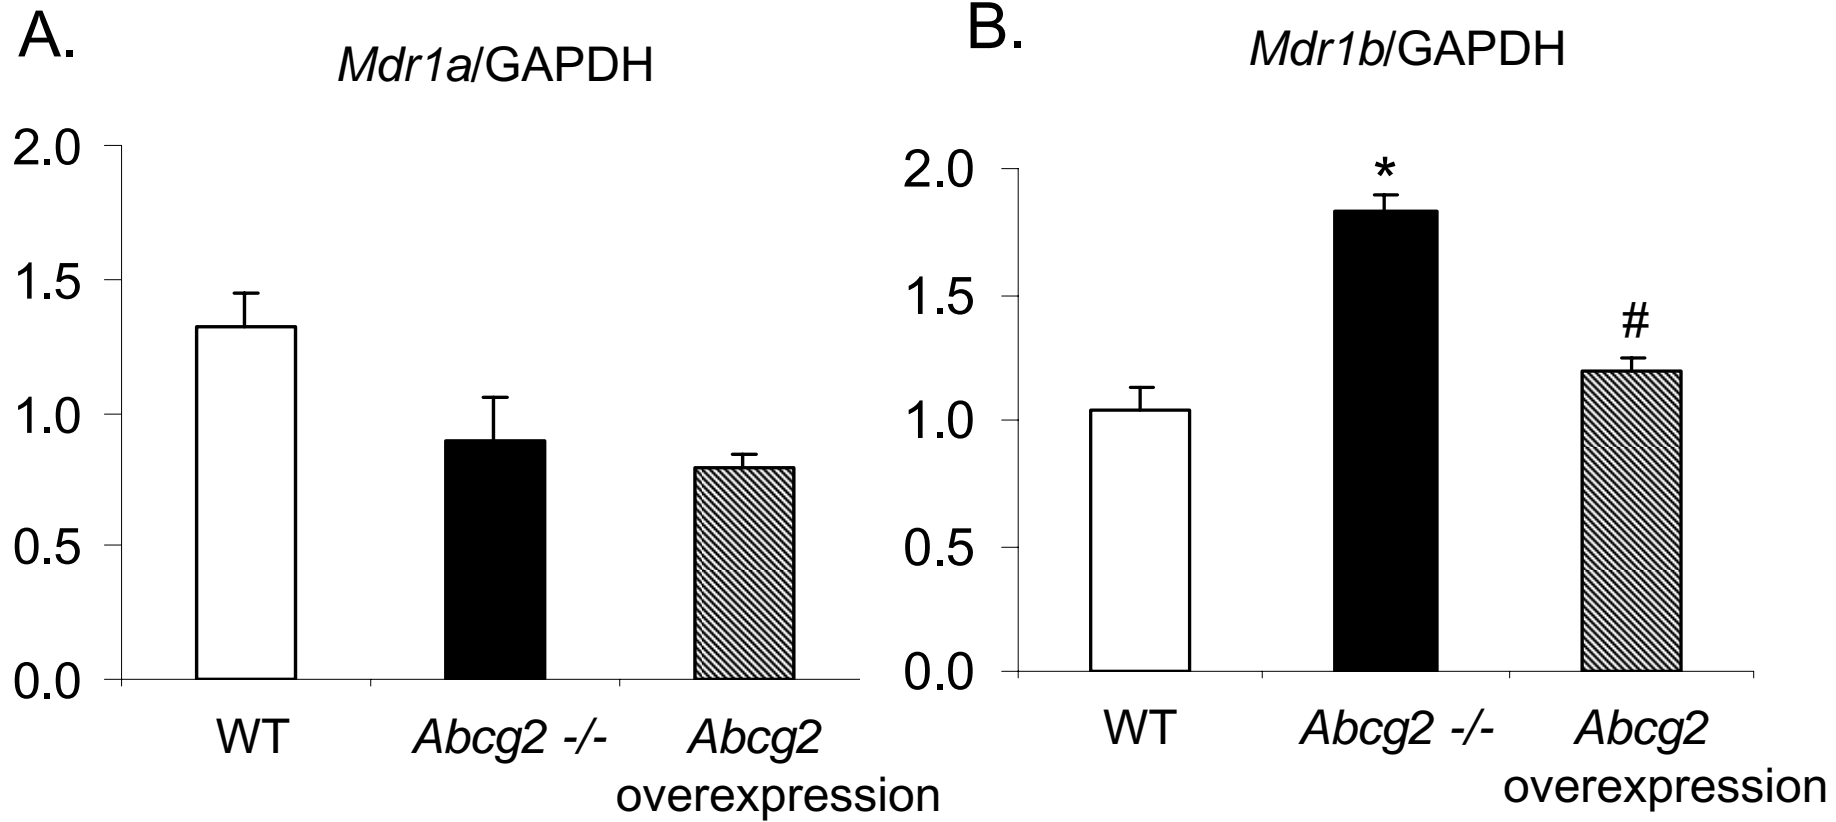 A.
Mdr1a/GAPDH
2.0
1.5
1.0
0.5
0.0
WT
Abcg2 -/-
Abcg2
overexpression
B.
Mdr1b/GAPDH
2.0
1.5
1.0
0.5
0.0
*
#
WT
Abcg2 -/-
Abcg2
overexpression